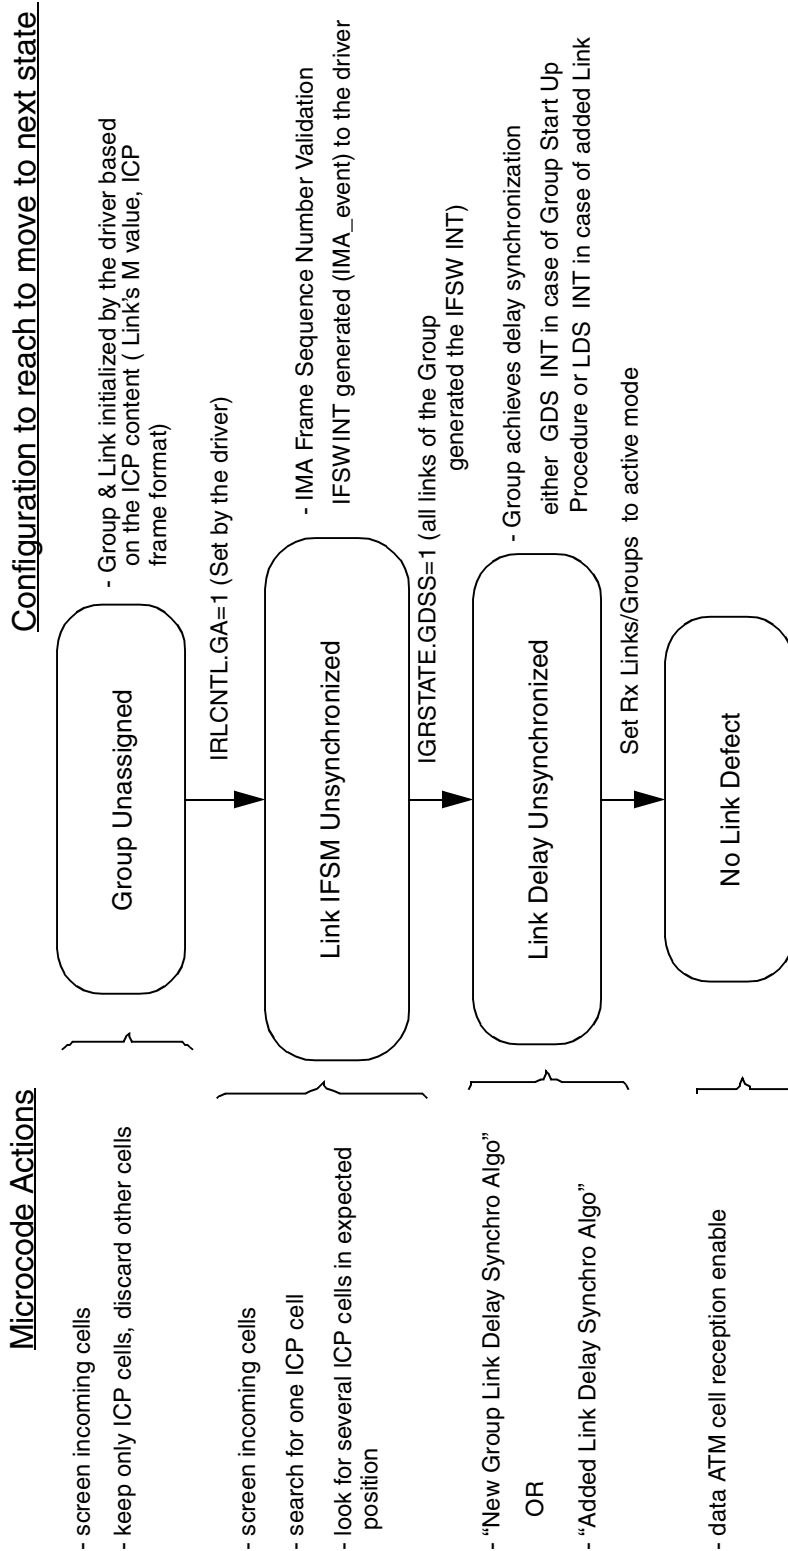 Microcode Actions
Configuration to reach to move to next state
- screen incoming cells
- keep only ICP cells, discard other cells
Group Unassigned
- Group & Link initialized by the driver based
on the ICP content ( Link's M value, ICP
frame format)
IRLCNTL.GA=1 (Set by the driver)
- screen incoming cells
- search for one ICP cell
- look for several ICP cells in expected
position
Link IFSM Unsynchronized
- IMA Frame Sequence Number Validation
IFSWINT generated (IMA_event) to the driver
IGRSTATE.GDSS=1 (all links of the Group
generated the IFSW INT)
- “New Group Link Delay Synchro Algo”
OR
- “Added Link Delay Synchro Algo”
Link Delay Unsynchronized
- Group achieves delay synchronization
either GDS INT in case of Group Start Up
Procedure or LDS INT in case of added Link
Set Rx Links/Groups to active mode
- data ATM cell reception enable
No Link Defect